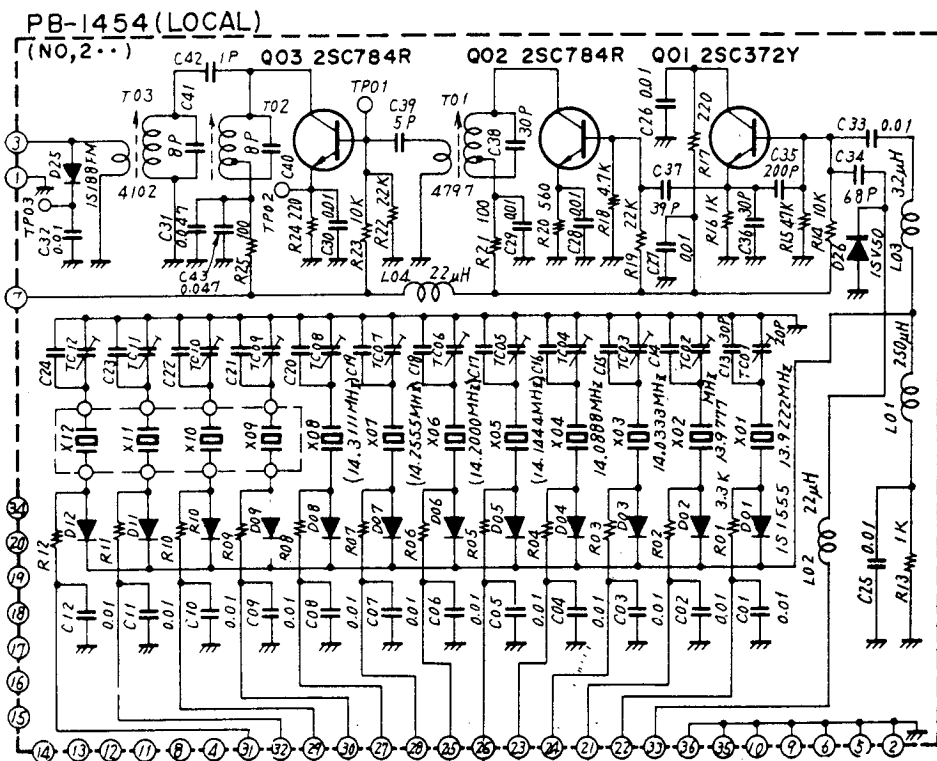 PB-1454 (LOCAL)
(NO,2··)
Q03 2SC784R
Q02 2SC784R
Q01 2SC372Y
C42 1P
TP01
C39 5P
T01
C38 30P
C26 0.01
R17 220
C33 0.01
T03
C41 8P
T02
8P
C40
C37 39P
C35 200P
C34 68P
3.2μH
L03
3
1
7
D25 1S188FM
TP03
C32 0.01
4102
C31 0.047
C43 0.047
R25 100
TP02
R24 220
C30 0.01
R23 10K
R22 22K
4797
R21 100
C29 0.01
R20 560
C28 0.01
R18 4.7K
R19 22K
C27 0.01
R16 1K
C36
R15 47K
R14 10K
D26 1SV50
L04 22μH
250μH
L01
C24 TC12 C23 TC11 C22 TC10 C21 TC09 C20 TC08 C19 TC07 C18 TC06 C17 TC05 C16 TC04 C15 TC03 C14 TC02 C13 30P TC01 20P
X12 X11 X10 X09 X08 X07 X06 X05 X04 X03 X02 X01
(14.3111MHz)
(14.2555MHz)
(14.2000MHz)
(14.1444MHz)
14.0888MHz
14.0333MHz
13.9777MHz
13.9222MHz
R12 D12 R11 D11 R10 D10 R09 D09 R08 D08 R07 D07 R06 D06 R05 D05 R04 D04 R03 D03 R02 D02 R01 3.3K D01 1S1555
22μH
L02
C25 0.01
R13 1K
C12 0.01 C11 0.01 C10 0.01 C09 0.01 C08 0.01 C07 0.01 C06 0.01 C05 0.01 C04 0.01 C03 0.01 C02 0.01 C01 0.01
34
20
19
18
17
16
15
14 13 12 11 8 4 31 32 29 30 27 28 25 26 23 24 21 22 33 36 35 10 9 6 5 2